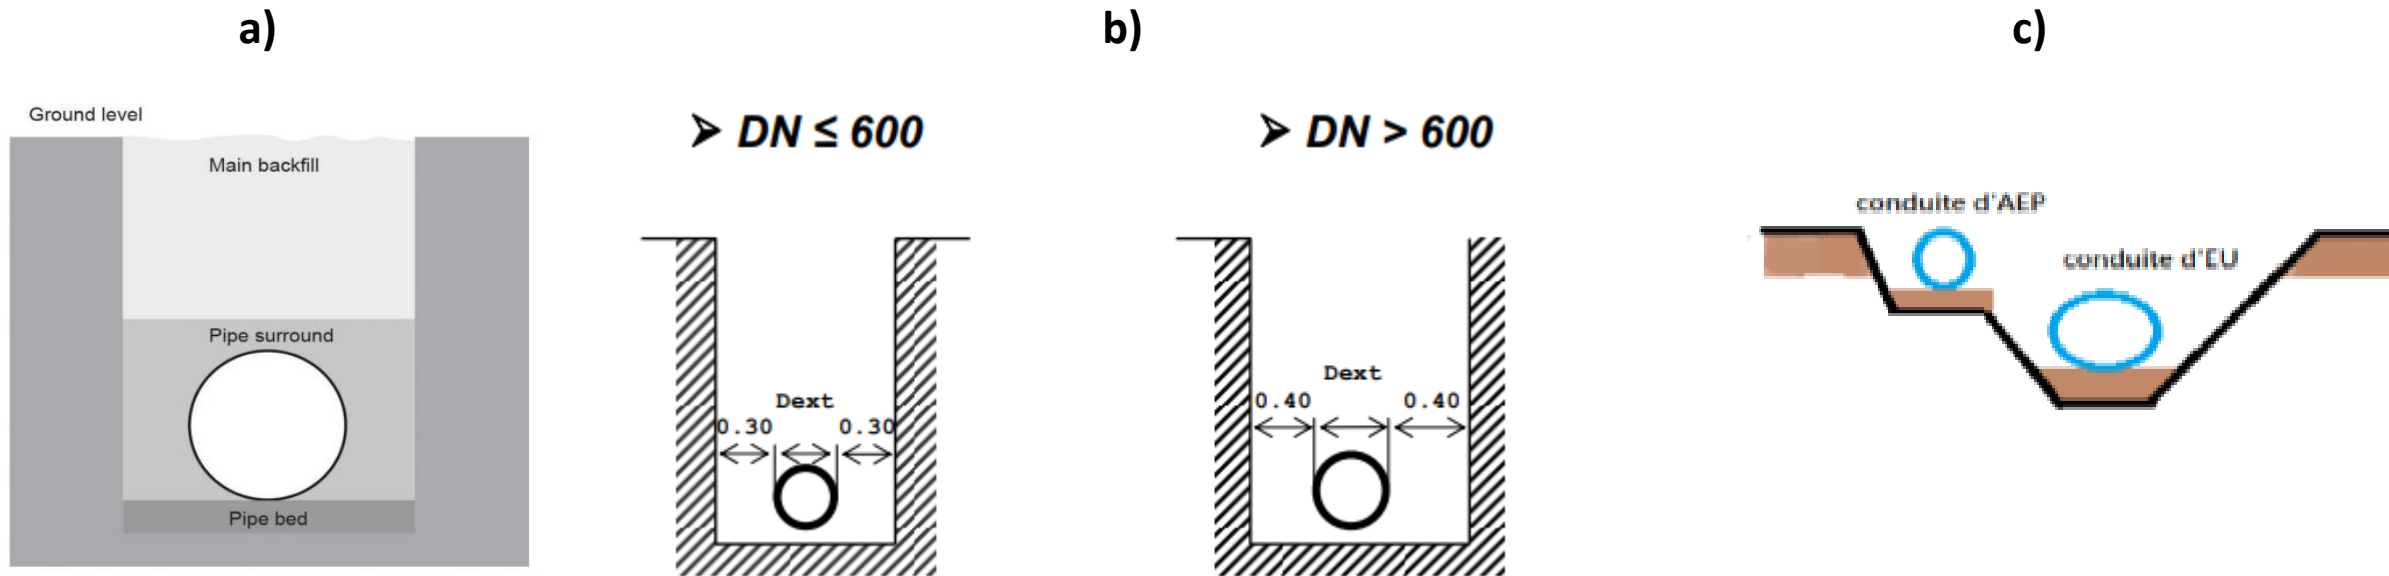 a)
Ground level
Main backfill
Pipe surround
Pipe bed
b)
➢ DN ≤ 600
Dext
0.30 0.30
➢ DN > 600
Dext
0.40 0.40
c)
conduite d'AEP
conduite d'EU